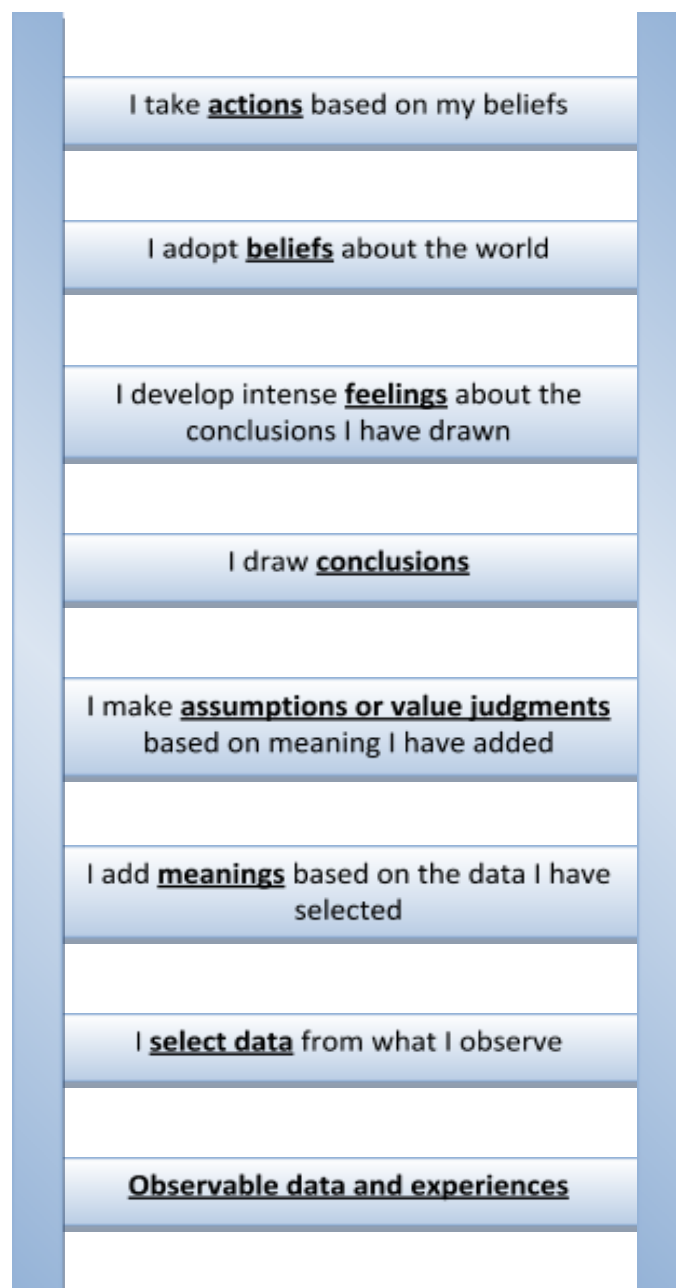 I take actions based on my beliefs
I adopt beliefs about the world
I develop intense feelings about the
conclusions I have drawn
I draw conclusions
I make assumptions or value judgments
based on meaning I have added
I add meanings based on the data I have
selected
I select data from what I observe
Observable data and experiences